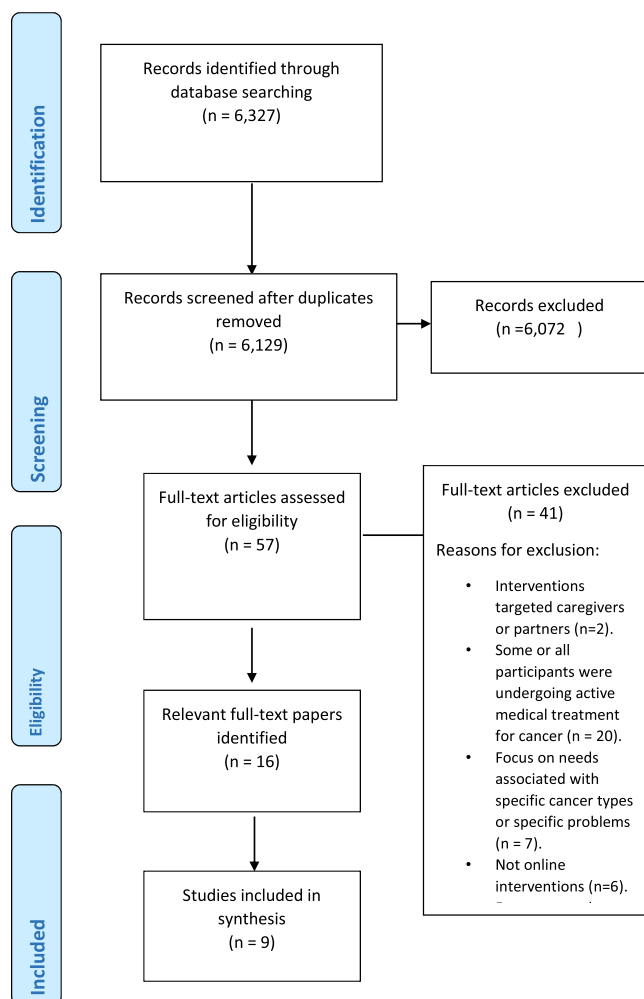 Identification
Records identified through
database searching
(n = 6,327)
Screening
Records screened after duplicates
removed
(n = 6,129)
Records excluded
(n =6,072   )
Eligibility
Full-text articles assessed
for eligibility
(n = 57)
Full-text articles excluded
(n = 41)
Reasons for exclusion:
• Interventions
targeted caregivers
or partners (n=2).
• Some or all
participants were
undergoing active
medical treatment
for cancer (n = 20).
• Focus on needs
associated with
specific cancer types
or specific problems
(n = 7).
• Not online
interventions (n=6).
Relevant full-text papers
identified
(n = 16)
Included
Studies included in
synthesis
(n = 9)